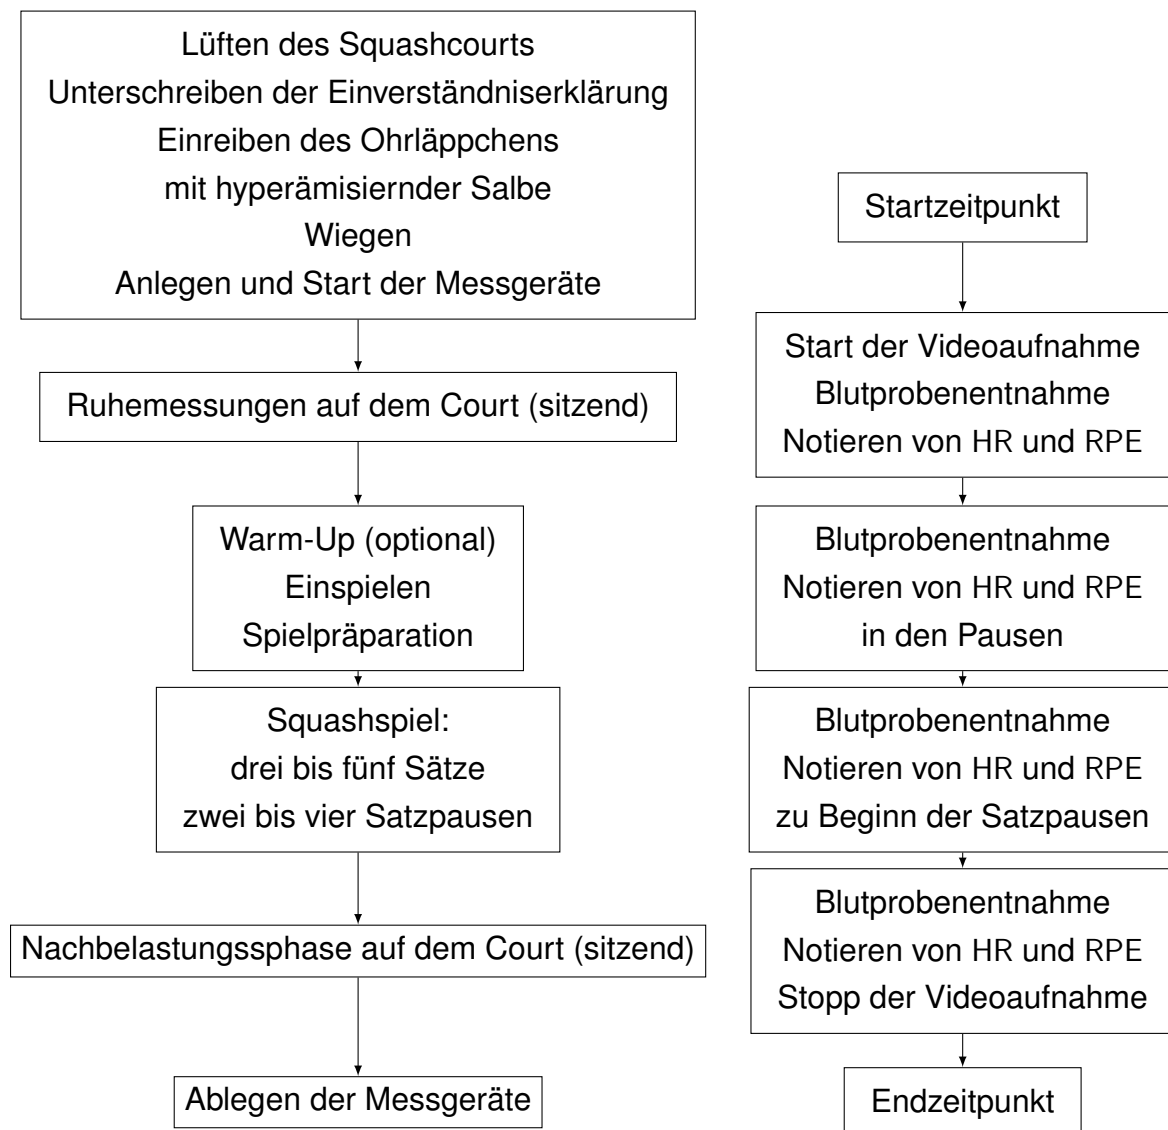 Lüften des Squashcourts
Unterschreiben der Einverständniserklärung
Einreiben des Ohrläppchens
mit hyperämisiernder Salbe
Wiegen
Anlegen und Start der Messgeräte
Ruhemessungen auf dem Court (sitzend)
Warm-Up (optional)
Einspielen
Spielpräparation
Squashspiel:
drei bis fünf Sätze
zwei bis vier Satzpausen
Nachbelastungssphase auf dem Court (sitzend)
Ablegen der Messgeräte
Startzeitpunkt
Start der Videoaufnahme
Blutprobenentnahme
Notieren von HR und RPE
Blutprobenentnahme
Notieren von HR und RPE
in den Pausen
Blutprobenentnahme
Notieren von HR und RPE
zu Beginn der Satzpausen
Blutprobenentnahme
Notieren von HR und RPE
Stopp der Videoaufnahme
Endzeitpunkt